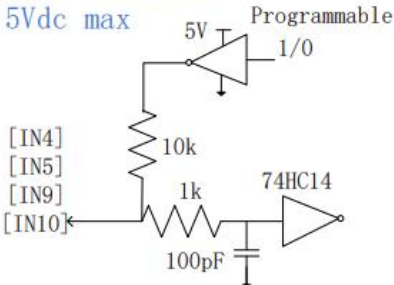 5Vdc max
Programmable
5V
1/0
10k
[IN4]
[IN5]
[IN9]
[IN10]
1k
74HC14
100pF